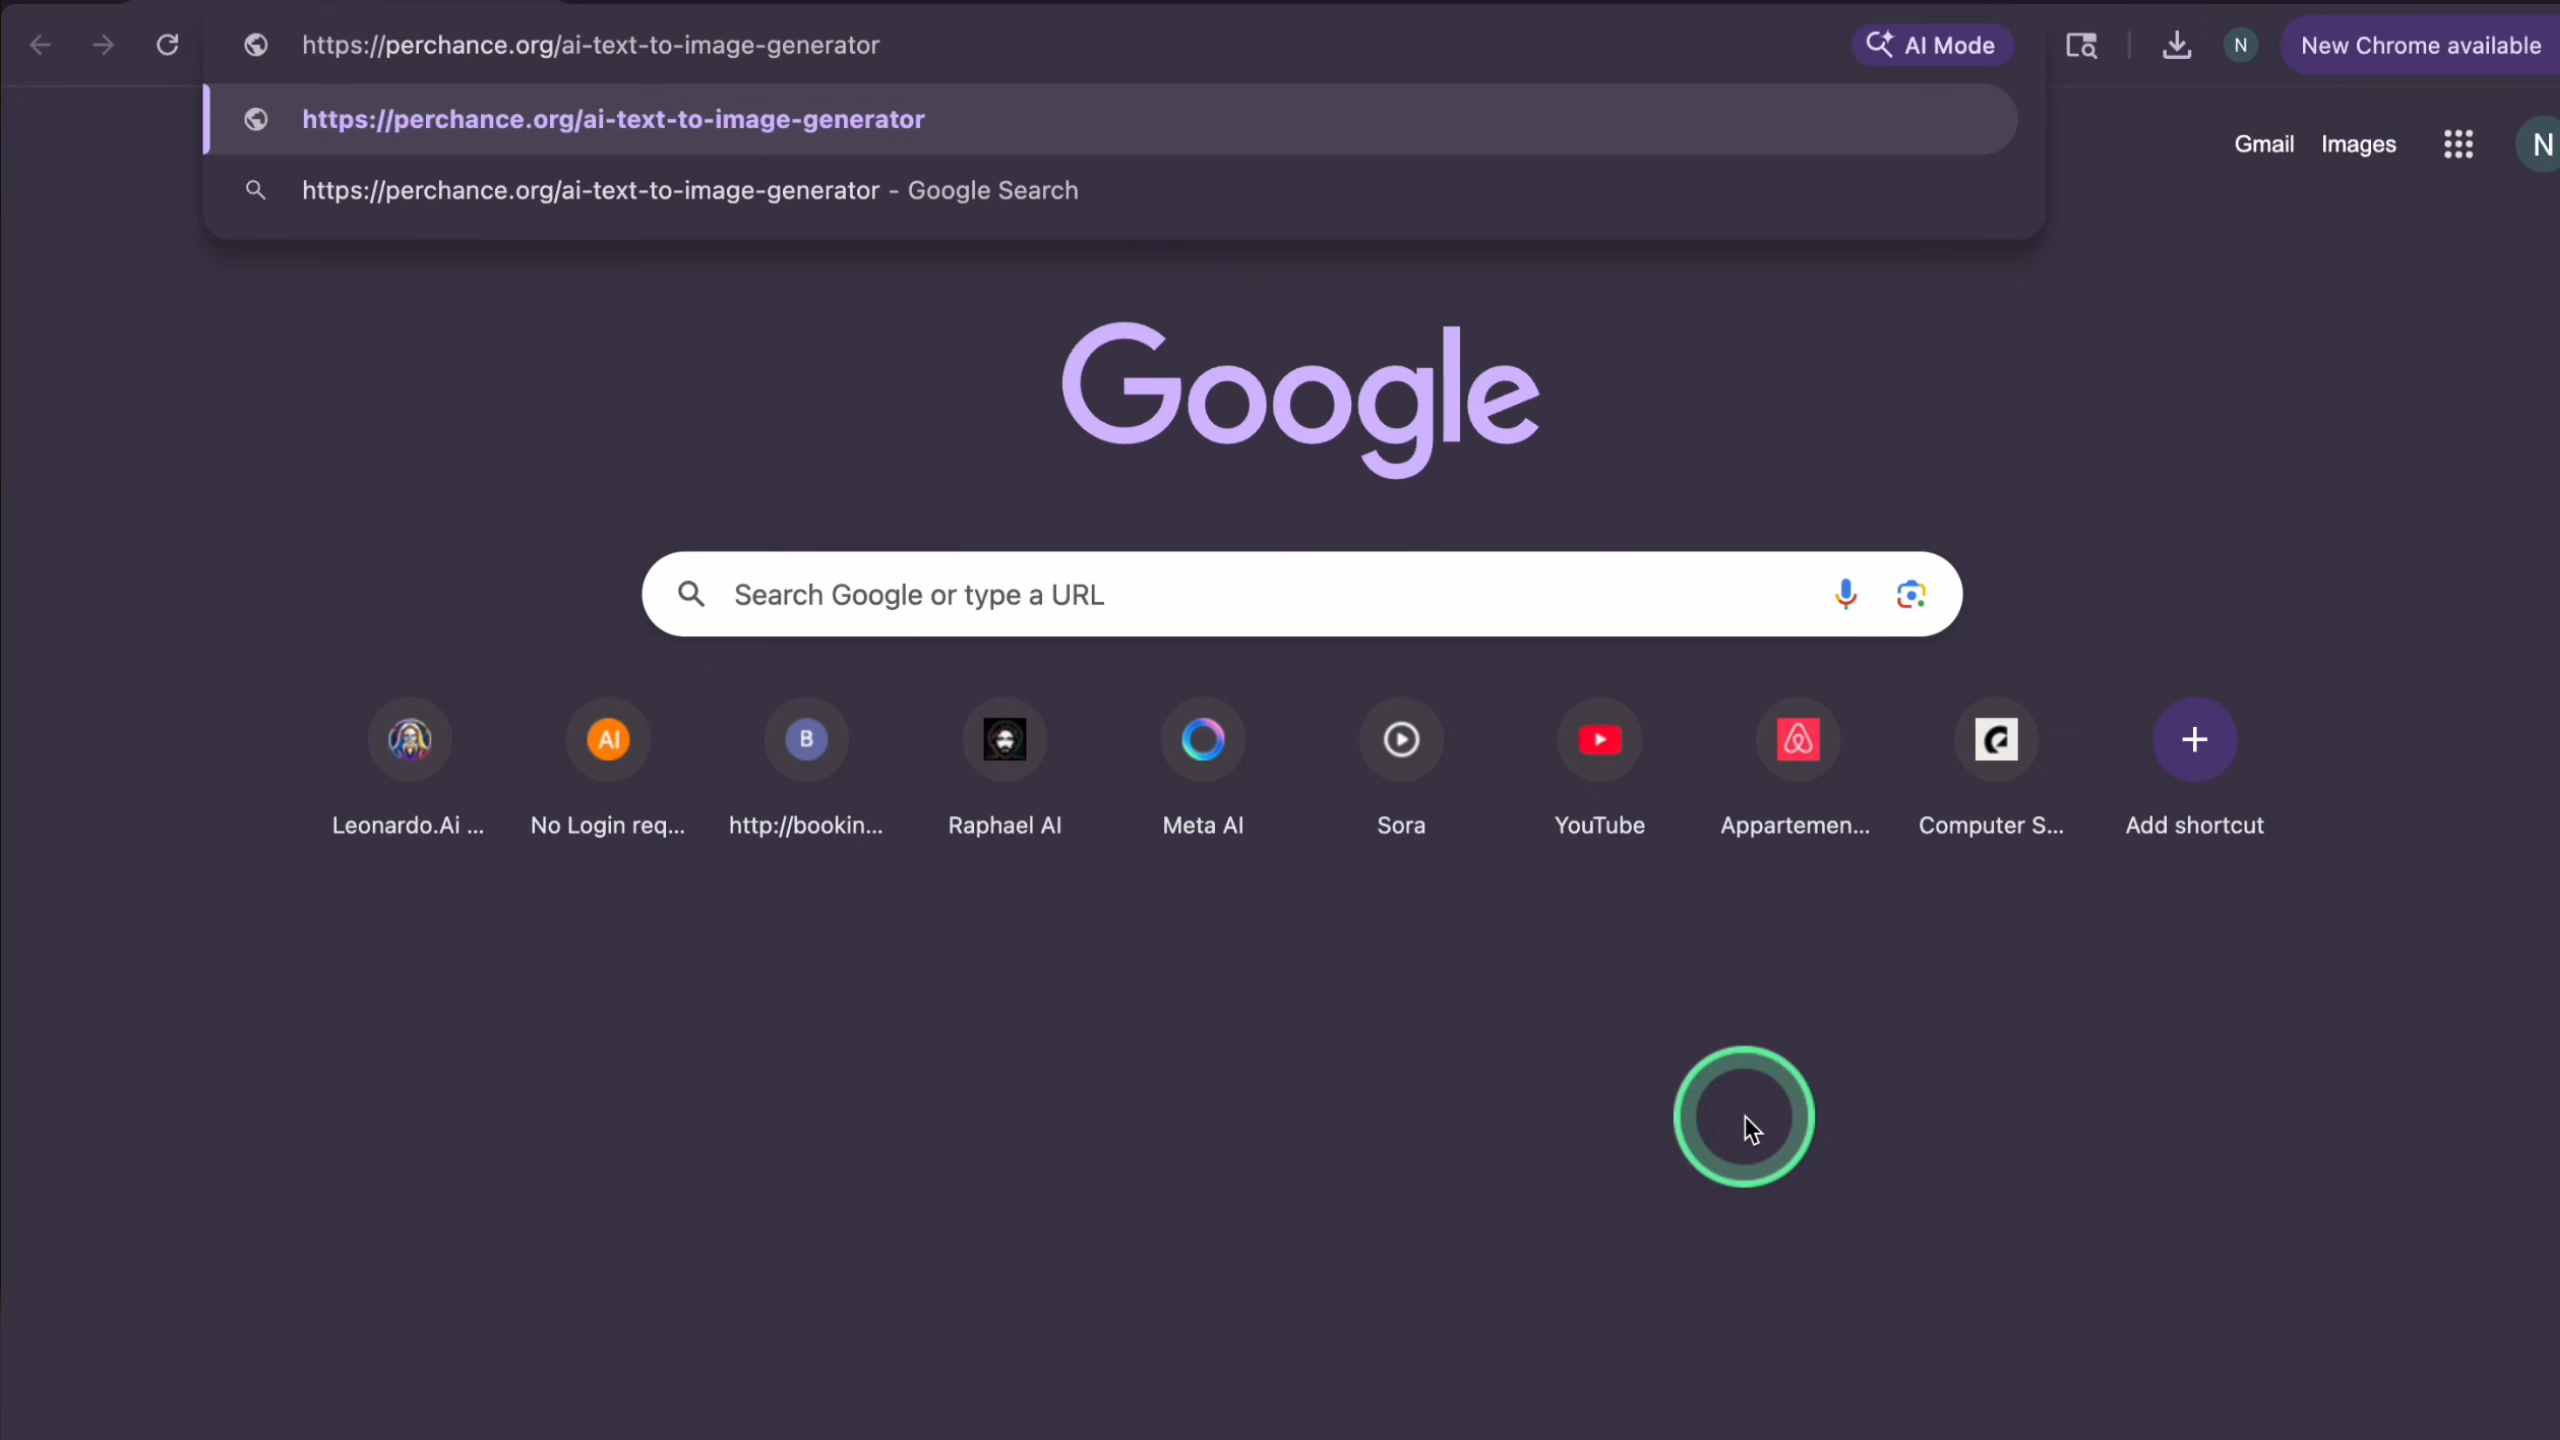 https://perchance.org/ai-text-to-image-generator
AI Mode
N
New Chrome available
https://perchance.org/ai-text-to-image-generator
https://perchance.org/ai-text-to-image-generator - Google Search
Gmail
Images
N
Google
Search Google or type a URL
AI
B
Leonardo.Ai ...
No Login req...
http://bookin...
Raphael AI
Meta AI
Sora
YouTube
Appartemen...
Computer S...
Add shortcut